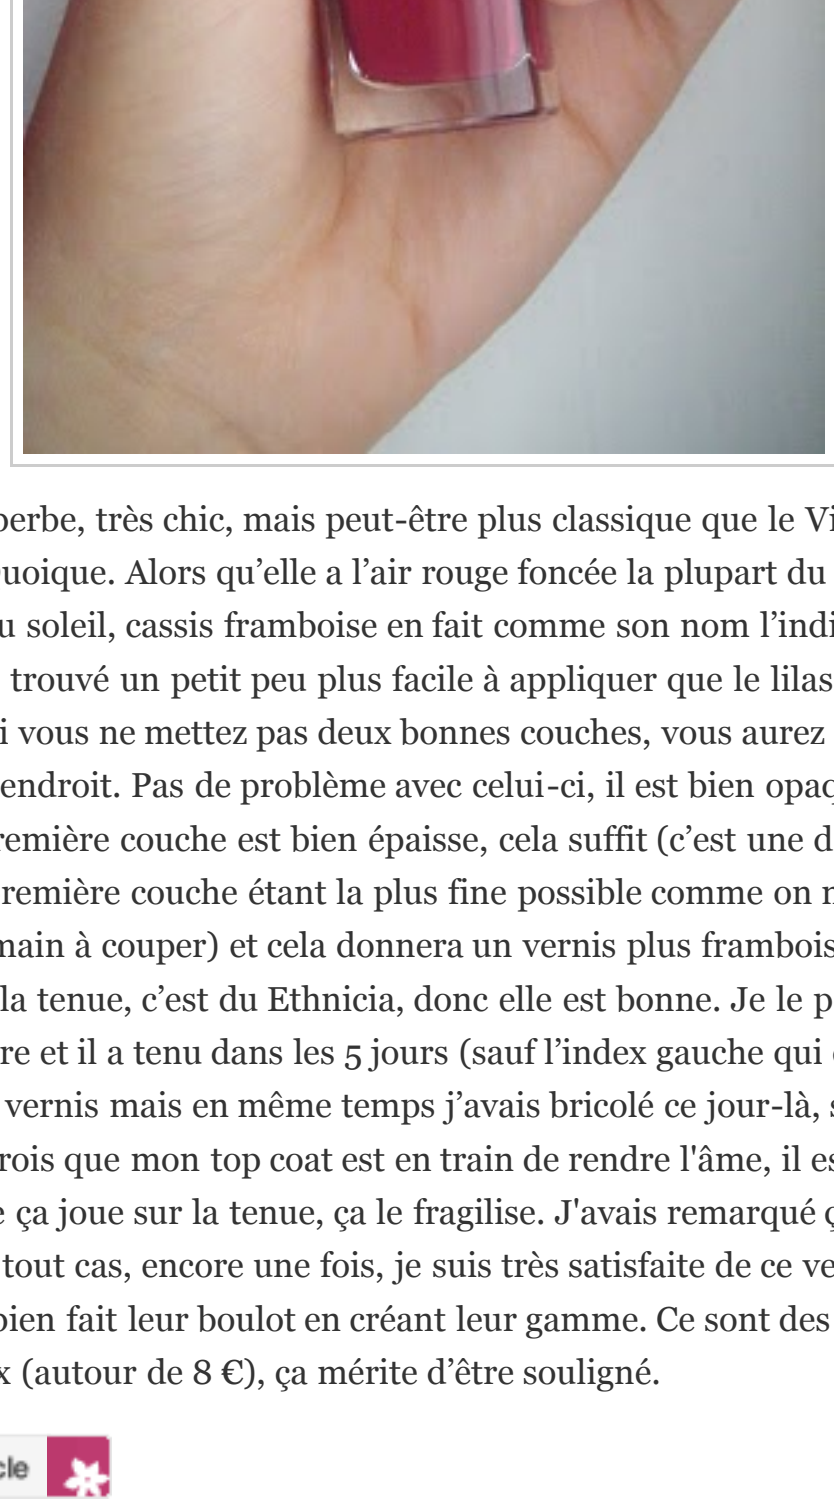 perbe, très chic, mais peut-être plus classique que le Vi
uoique. Alors qu’elle a l’air rouge foncée la plupart du
u soleil, cassis framboise en fait comme son nom l’indi
trouvé un petit peu plus facile à appliquer que le lilas
i vous ne mettez pas deux bonnes couches, vous aurez
endroit. Pas de problème avec celui-ci, il est bien opaq
remière couche est bien épaisse, cela suffit (c’est une d
remière couche étant la plus fine possible comme on n
main à couper) et cela donnera un vernis plus frambois
la tenue, c’est du Ethnicia, donc elle est bonne. Je le p
re et il a tenu dans les 5 jours (sauf l’index gauche qui
vernis mais en même temps j’avais bricolé ce jour-là, s
rois que mon top coat est en train de rendre l'âme, il es
e ça joue sur la tenue, ça le fragilise. J'avais remarqué ç
tout cas, encore une fois, je suis très satisfaite de ce ve
bien fait leur boulot en créant leur gamme. Ce sont des
x (autour de 8 €), ça mérite d’être souligné.
cle